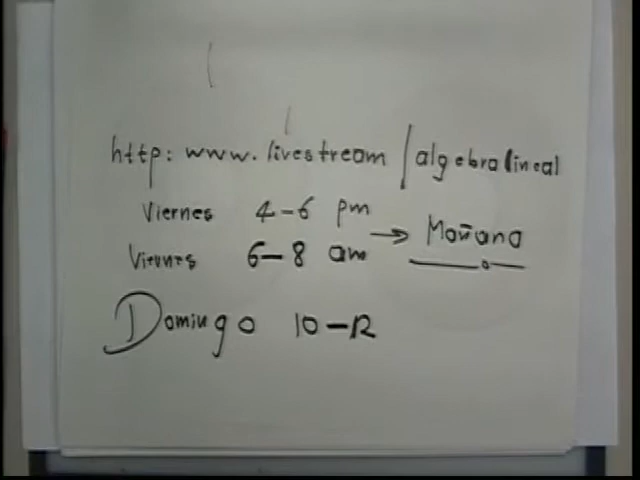 http: www.livestream/algebralineal
Viernes 4-6 pm
Viernes 6-8 am → Mañana
Domingo 10-12